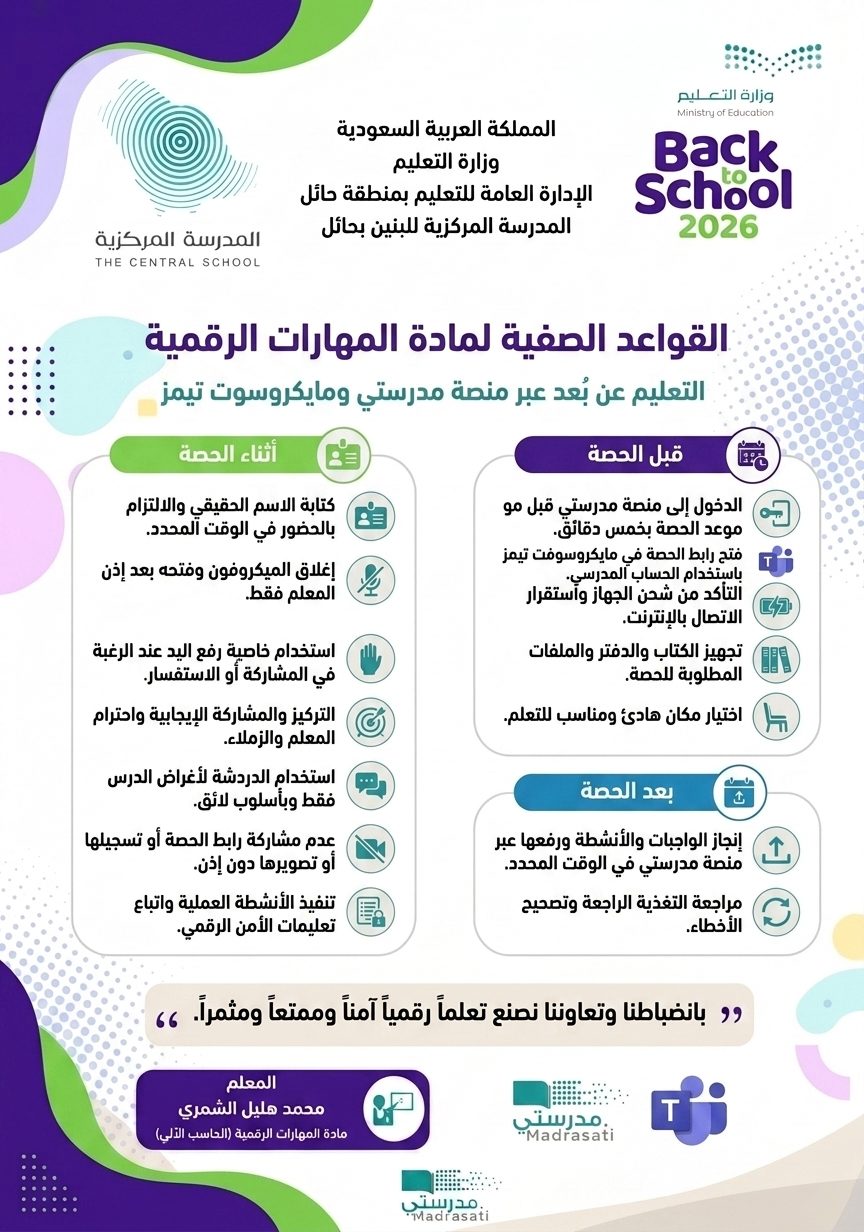 وزارة التعليم
Ministry of Education
Back
to
School
2026
المملكة العربية السعودية
وزارة التعليم
الإدارة العامة للتعليم بمنطقة حائل
المدرسة المركزية للبنين بحائل
المدرسة المركزية
THE CENTRAL SCHOOL
القواعد الصفية لمادة المهارات الرقمية
التعليم عن بُعد عبر منصة مدرستي ومايكروسوت تيمز
قبل الحصة
الدخول إلى منصة مدرستي قبل مو
موعد الحصة بخمس دقائق.
فتح رابط الحصة في مايكروسوفت تيمز
باستخدام الحساب المدرسي.
التأكد من شحن الجهاز واستقرار
الاتصال بالإنترنت.
تجهيز الكتاب والدفتر والملفات
المطلوبة للحصة.
اختيار مكان هادئ ومناسب للتعلم.
أثناء الحصة
كتابة الاسم الحقيقي والالتزام
بالحضور في الوقت المحدد.
إغلاق الميكروفون وفتحه بعد إذن
المعلم فقط.
استخدام خاصية رفع اليد عند الرغبة
في المشاركة أو الاستفسار.
التركيز والمشاركة الإيجابية واحترام
المعلم والزملاء.
استخدام الدردشة لأغراض الدرس
فقط وبأسلوب لائق.
عدم مشاركة رابط الحصة أو تسجيلها
أو تصويرها دون إذن.
تنفيذ الأنشطة العملية واتباع
تعليمات الأمن الرقمي.
بعد الحصة
إنجاز الواجبات والأنشطة ورفعها عبر
منصة مدرستي في الوقت المحدد.
مراجعة التغذية الراجعة وتصحيح
الأخطاء.
” بانضباطنا وتعاوننا نصنع تعلماً رقمياً آمناً وممتعاً ومثمراً. “
T
مدرستي
Madrasati
المعلم
محمد هليل الشمري
مادة المهارات الرقمية (الحاسب الآلي)
مدرستي
Madrasati